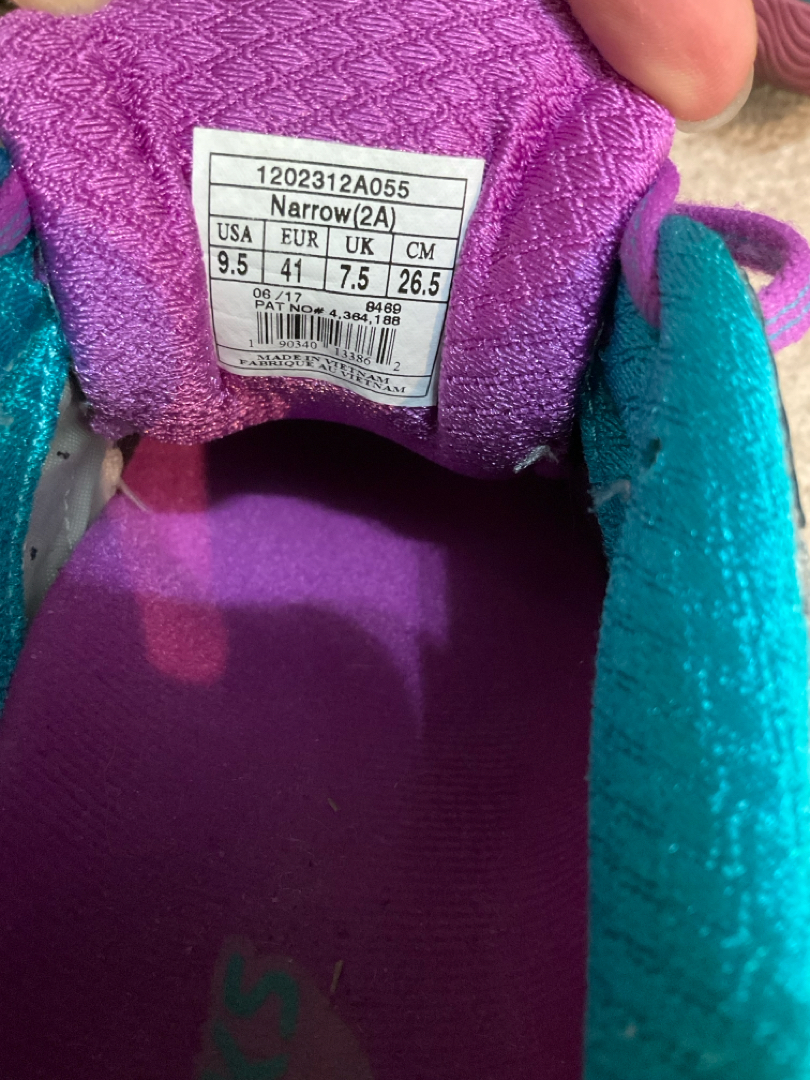 1202312A055
Narrow(2A)
USA EUR UK CM
9.5 41 7.5 26.5
06/17 8469
PAT NO# 4,364,188
1 90340 13386 2
MADE IN VIETNAM
FABRIQUE AU VIETNAM
KS